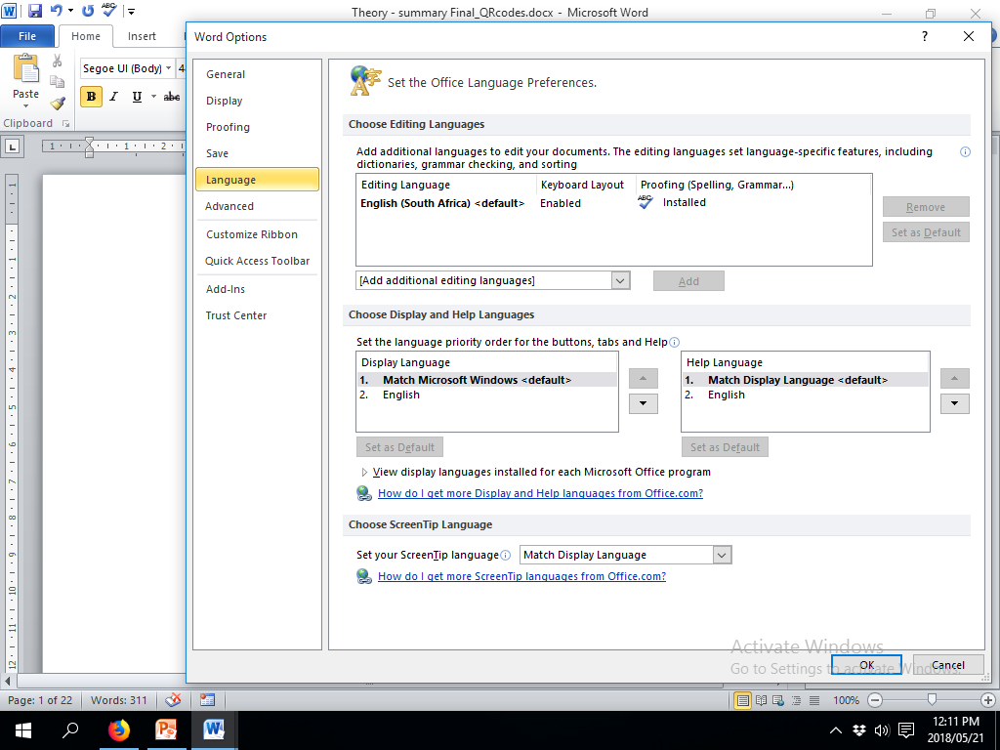 Theory - summary Final_QRcodes.docx - Microsoft Word
File
Home
Insert
Paste
Segoe UI (Body)
B I U abc
Clipboard
Word Options
?
General
Display
Proofing
Save
Language
Advanced
Customize Ribbon
Quick Access Toolbar
Add-Ins
Trust Center
Set the Office Language Preferences.
Choose Editing Languages
Add additional languages to edit your documents. The editing languages set language-specific features, including
dictionaries, grammar checking, and sorting
Editing Language Keyboard Layout Proofing (Spelling, Grammar...)
English (South Africa) <default> Enabled Installed
Remove
Set as Default
[Add additional editing languages] Add
Choose Display and Help Languages
Set the language priority order for the buttons, tabs and Help
Display Language
1. Match Microsoft Windows <default>
2. English
Set as Default
Help Language
1. Match Display Language <default>
2. English
Set as Default
View display languages installed for each Microsoft Office program
How do I get more Display and Help languages from Office.com?
Choose ScreenTip Language
Set your ScreenTip language Match Display Language
How do I get more ScreenTip languages from Office.com?
Activate Windows
Go to Settings to activate Windows.
OK Cancel
Page: 1 of 22 Words: 311 100%
12:11 PM
2018/05/21